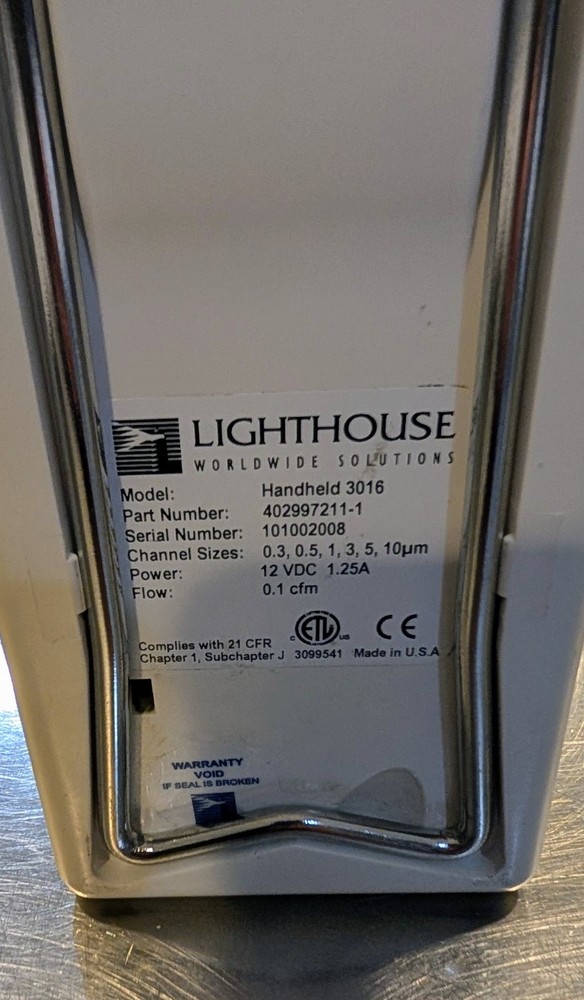 LIGHTHOUSE
WORLDWIDE SOLUTIONS
Model: Handheld 3016
Part Number: 402997211-1
Serial Number: 101002008
Channel Sizes: 0.3, 0.5, 1, 3, 5, 10µm
Power: 12 VDC 1.25A
Flow: 0.1 cfm
Complies with 21 CFR
Chapter 1, Subchapter J
c ETL us
3099541
CE
Made in U.S.A
WARRANTY
VOID
IF SEAL IS BROKEN